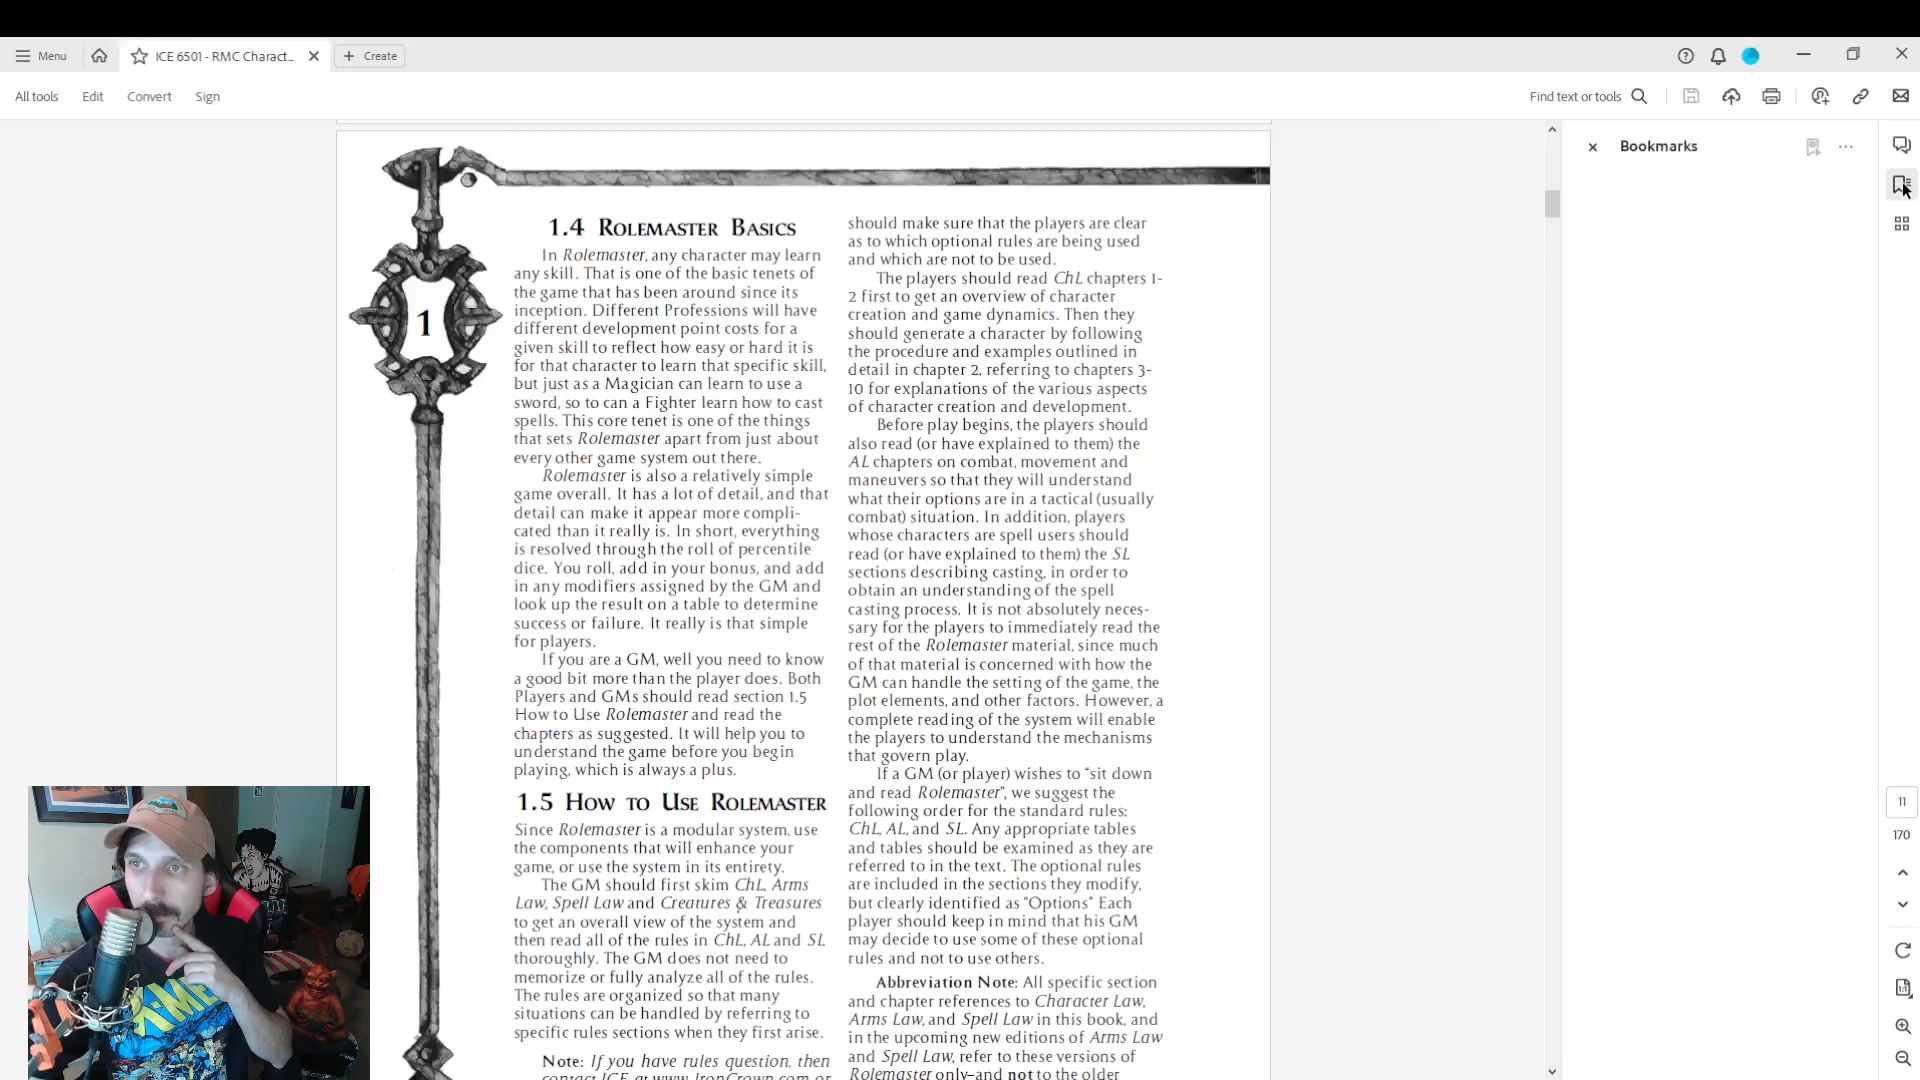 Menu
ICE 6501 - RMC Charact...
Create
All tools
Edit
Convert
Sign
Find text or tools
Bookmarks
1
1.4 Rolemaster Basics
In Rolemaster, any character may learn
any skill. That is one of the basic tenets of
the game that has been around since its
inception. Different Professions will have
different development point costs for a
given skill to reflect how easy or hard it is
for that character to learn that specific skill,
but just as a Magician can learn to use a
sword, so to can a Fighter learn how to cast
spells. This core tenet is one of the things
that sets Rolemaster apart from just about
every other game system out there.
Rolemaster is also a relatively simple
game overall. It has a lot of detail, and that
detail can make it appear more compli-
cated than it really is. In short, everything
is resolved through the roll of percentile
dice. You roll, add in your bonus, and add
in any modifiers assigned by the GM and
look up the result on a table to determine
success or failure. It really is that simple
for players.
If you are a GM, well you need to know
a good bit more than the player does. Both
Players and GMs should read section 1.5
How to Use Rolemaster and read the
chapters as suggested. It will help you to
understand the game before you begin
playing, which is always a plus.
1.5 How to Use Rolemaster
Since Rolemaster is a modular system, use
the components that will enhance your
game, or use the system in its entirety.
The GM should first skim ChL, Arms
Law, Spell Law and Creatures & Treasures
to get an overall view of the system and
then read all of the rules in ChL, AL and SL
thoroughly. The GM does not need to
memorize or fully analyze all of the rules.
The rules are organized so that many
situations can be handled by referring to
specific rules sections when they first arise.
Note: If you have rules question, then
contact ICE at www.IronCrown.com or
should make sure that the players are clear
as to which optional rules are being used
and which are not to be used.
The players should read ChL chapters 1-
2 first to get an overview of character
creation and game dynamics. Then they
should generate a character by following
the procedure and examples outlined in
detail in chapter 2, referring to chapters 3-
10 for explanations of the various aspects
of character creation and development.
Before play begins, the players should
also read (or have explained to them) the
AL chapters on combat, movement and
maneuvers so that they will understand
what their options are in a tactical (usually
combat) situation. In addition, players
whose characters are spell users should
read (or have explained to them) the SL
sections describing casting, in order to
obtain an understanding of the spell
casting process. It is not absolutely neces-
sary for the players to immediately read the
rest of the Rolemaster material, since much
of that material is concerned with how the
GM can handle the setting of the game, the
plot elements, and other factors. However, a
complete reading of the system will enable
the players to understand the mechanisms
that govern play.
If a GM (or player) wishes to "sit down
and read Rolemaster", we suggest the
following order for the standard rules:
ChL, AL, and SL. Any appropriate tables
and tables should be examined as they are
referred to in the text. The optional rules
are included in the sections they modify,
but clearly identified as "Options" Each
player should keep in mind that his GM
may decide to use some of these optional
rules and not to use others.
Abbreviation Note: All specific section
and chapter references to Character Law,
Arms Law, and Spell Law in this book, and
in the upcoming new editions of Arms Law
and Spell Law, refer to these versions of
Rolemaster only–and not to the older
11
170